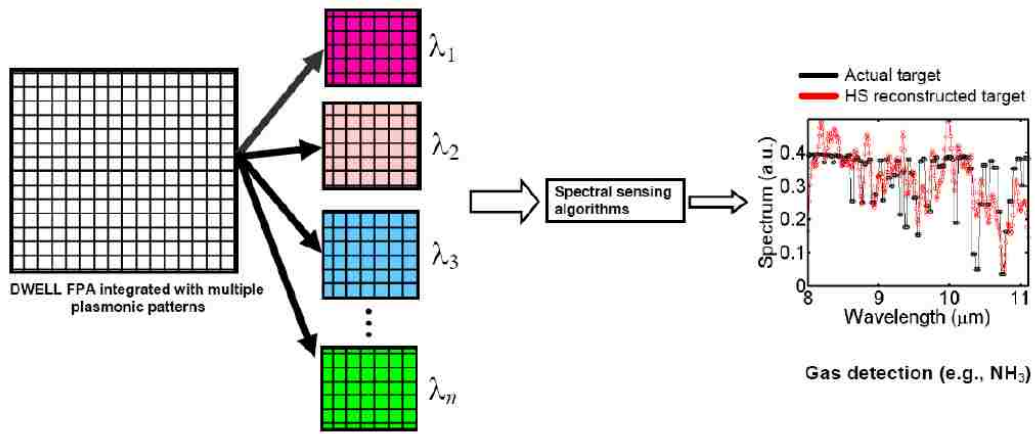 DWELL FPA integrated with multiple
plasmonic patterns
λ1
λ2
λ3
λn
Spectral sensing
algorithms
Actual target
HS reconstructed target
Spectrum (a.u.)
0.4
0.3
0.2
0.1
0
8 9 10 11
Wavelength (μm)
Gas detection (e.g., NH3)